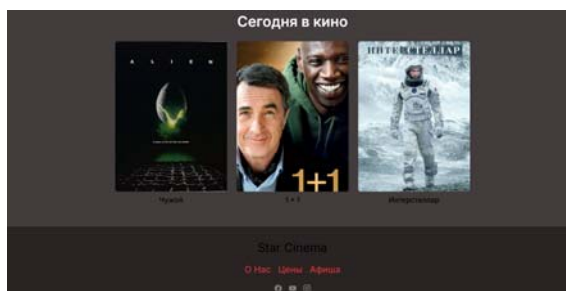 Сегодня в кино
ALIEN
ИНТЕРСТЕЛЛАР
1+1
Чужой
1+1
Интерстеллар
Star Cinema
О Нас Цены Афиша